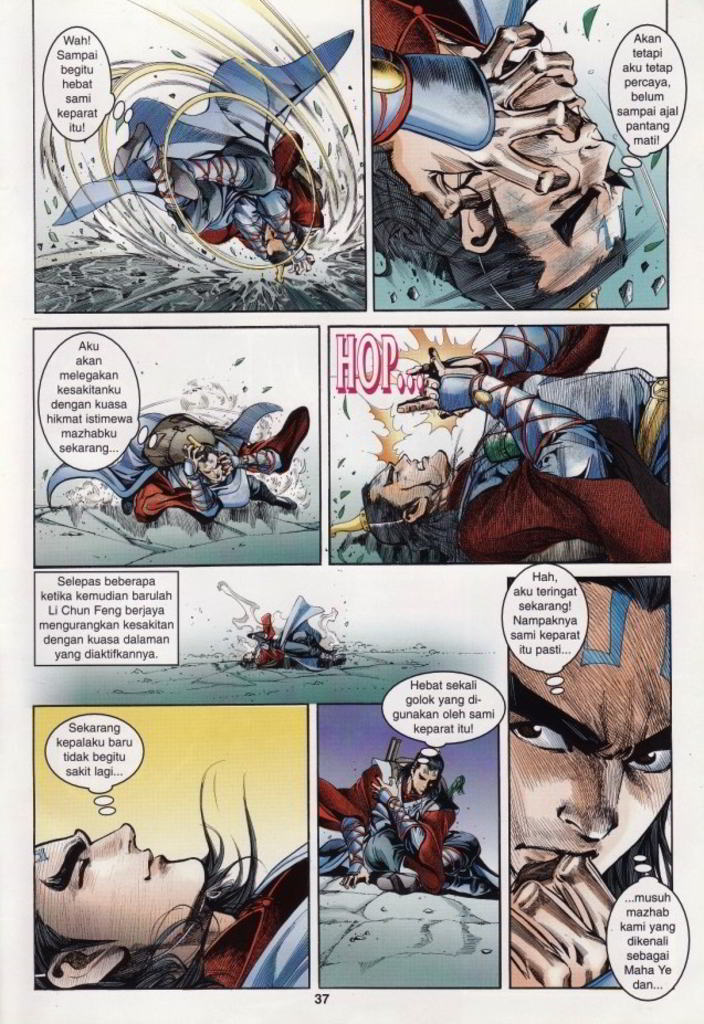 Wah!
Sampai
begitu
hebat
sami
keparat
itu!
Akan
tetapi
aku tetap
percaya,
belum
sampai ajal
pantang
mati!
Aku
akan
melegakan
kesakitanku
dengan kuasa
hikmat istimewa
mazhabku
sekarang...
HOP...
Selepas beberapa
ketika kemudian barulah
Li Chun Feng berjaya
mengurangkan kesakitan
dengan kuasa dalaman
yang diaktifkannya.
Sekarang
kepalaku baru
tidak begitu
sakit lagi...
Hebat sekali
golok yang di-
gunakan oleh sami
keparat itu!
Hah,
aku teringat
sekarang!
Nampaknya
sami keparat
itu pasti...
...musuh
mazhab
kami yang
dikenali
sebagai
Maha Ye
dan...
37